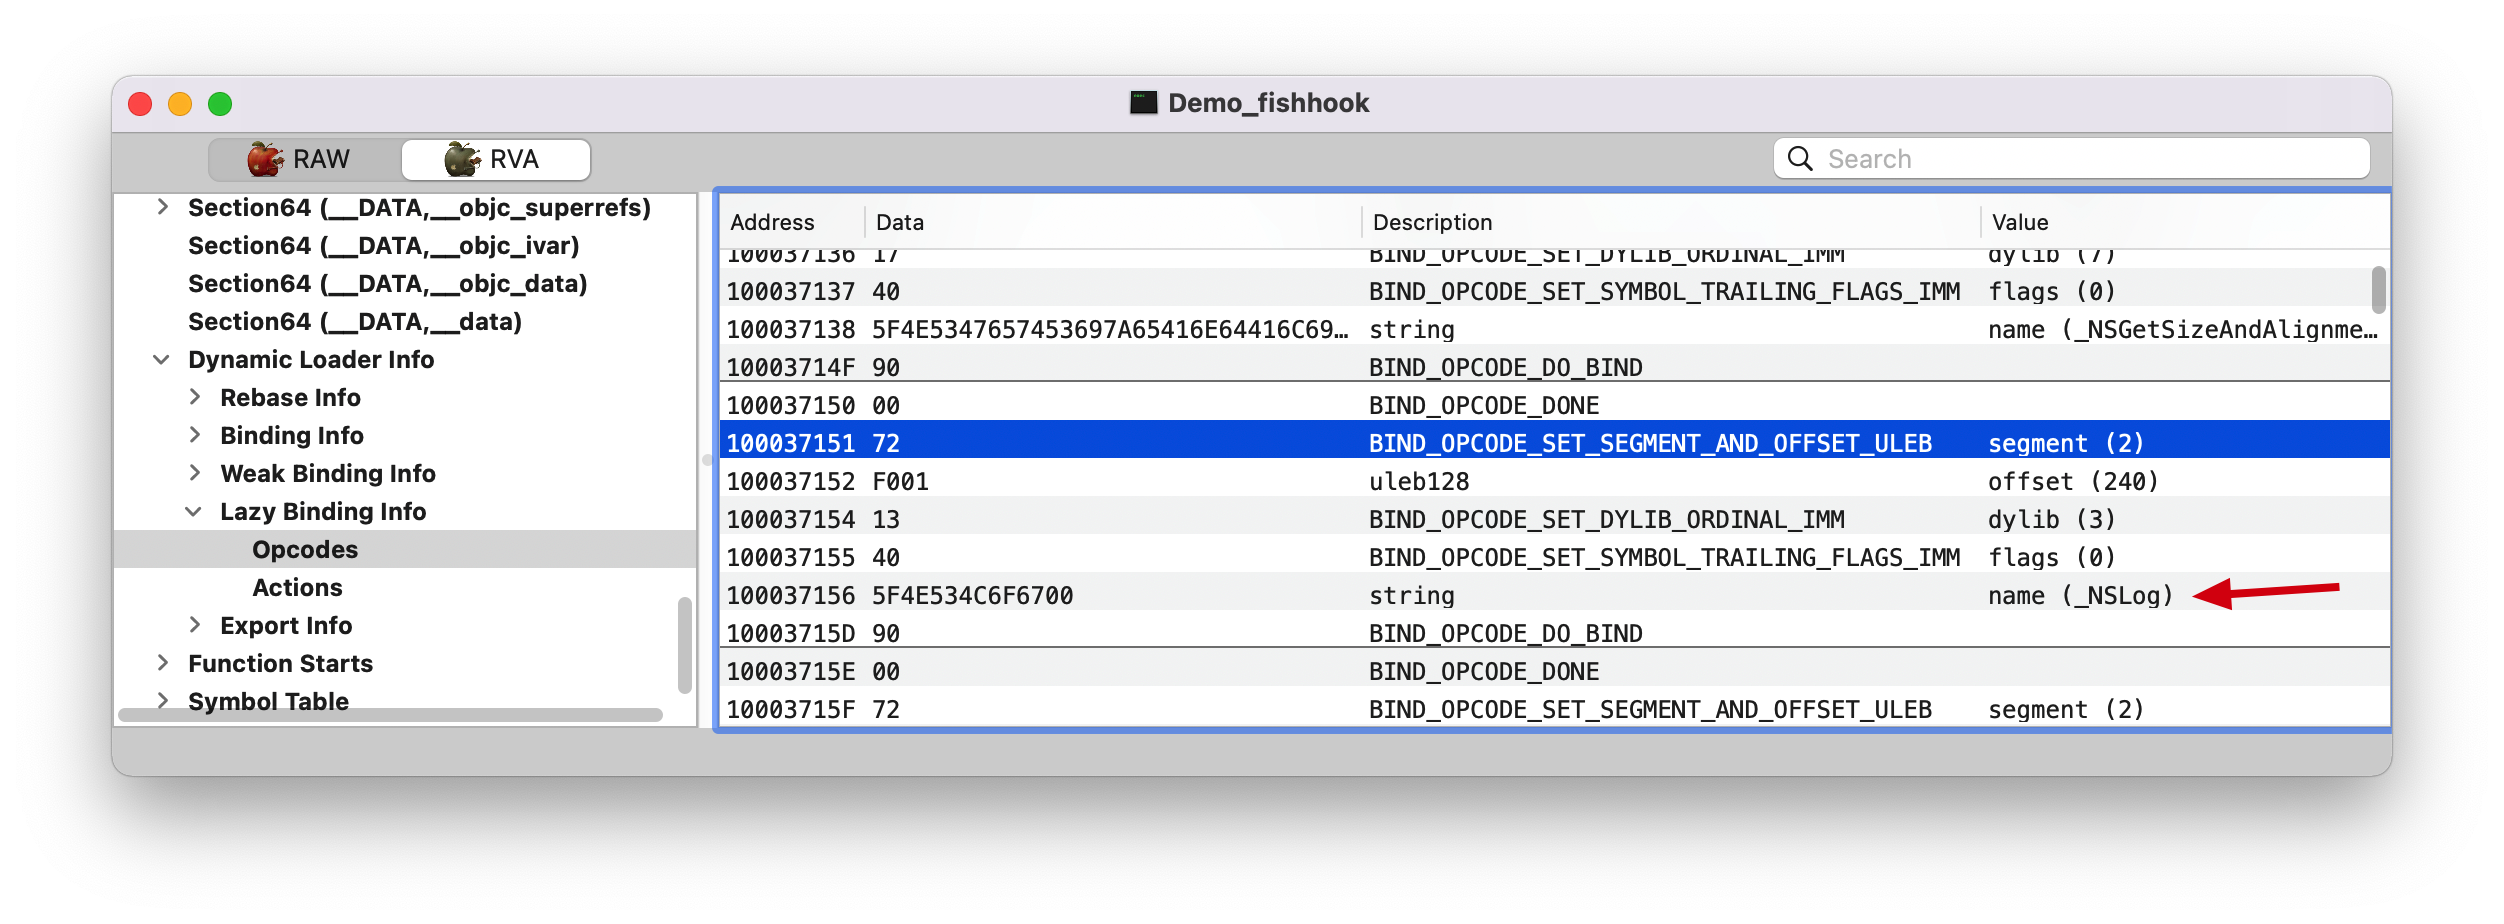 Demo_fishhook
RAW
RVA
Search
Section64 (__DATA,__objc_superrefs)
Section64 (__DATA,__objc_ivar)
Section64 (__DATA,__objc_data)
Section64 (__DATA,__data)
Dynamic Loader Info
Rebase Info
Binding Info
Weak Binding Info
Lazy Binding Info
Opcodes
Actions
Export Info
Function Starts
Symbol Table
Address Data Description Value
100037136 17 BIND_OPCODE_SET_DYLIB_ORDINAL_IMM dylib (7)
100037137 40 BIND_OPCODE_SET_SYMBOL_TRAILING_FLAGS_IMM flags (0)
100037138 5F4E5347657453697A65416E64416C69… string name (_NSGetSizeAndAlignme…
10003714F 90 BIND_OPCODE_DO_BIND
100037150 00 BIND_OPCODE_DONE
100037151 72 BIND_OPCODE_SET_SEGMENT_AND_OFFSET_ULEB segment (2)
100037152 F001 uleb128 offset (240)
100037154 13 BIND_OPCODE_SET_DYLIB_ORDINAL_IMM dylib (3)
100037155 40 BIND_OPCODE_SET_SYMBOL_TRAILING_FLAGS_IMM flags (0)
100037156 5F4E534C6F6700 string name (_NSLog)
10003715D 90 BIND_OPCODE_DO_BIND
10003715E 00 BIND_OPCODE_DONE
10003715F 72 BIND_OPCODE_SET_SEGMENT_AND_OFFSET_ULEB segment (2)